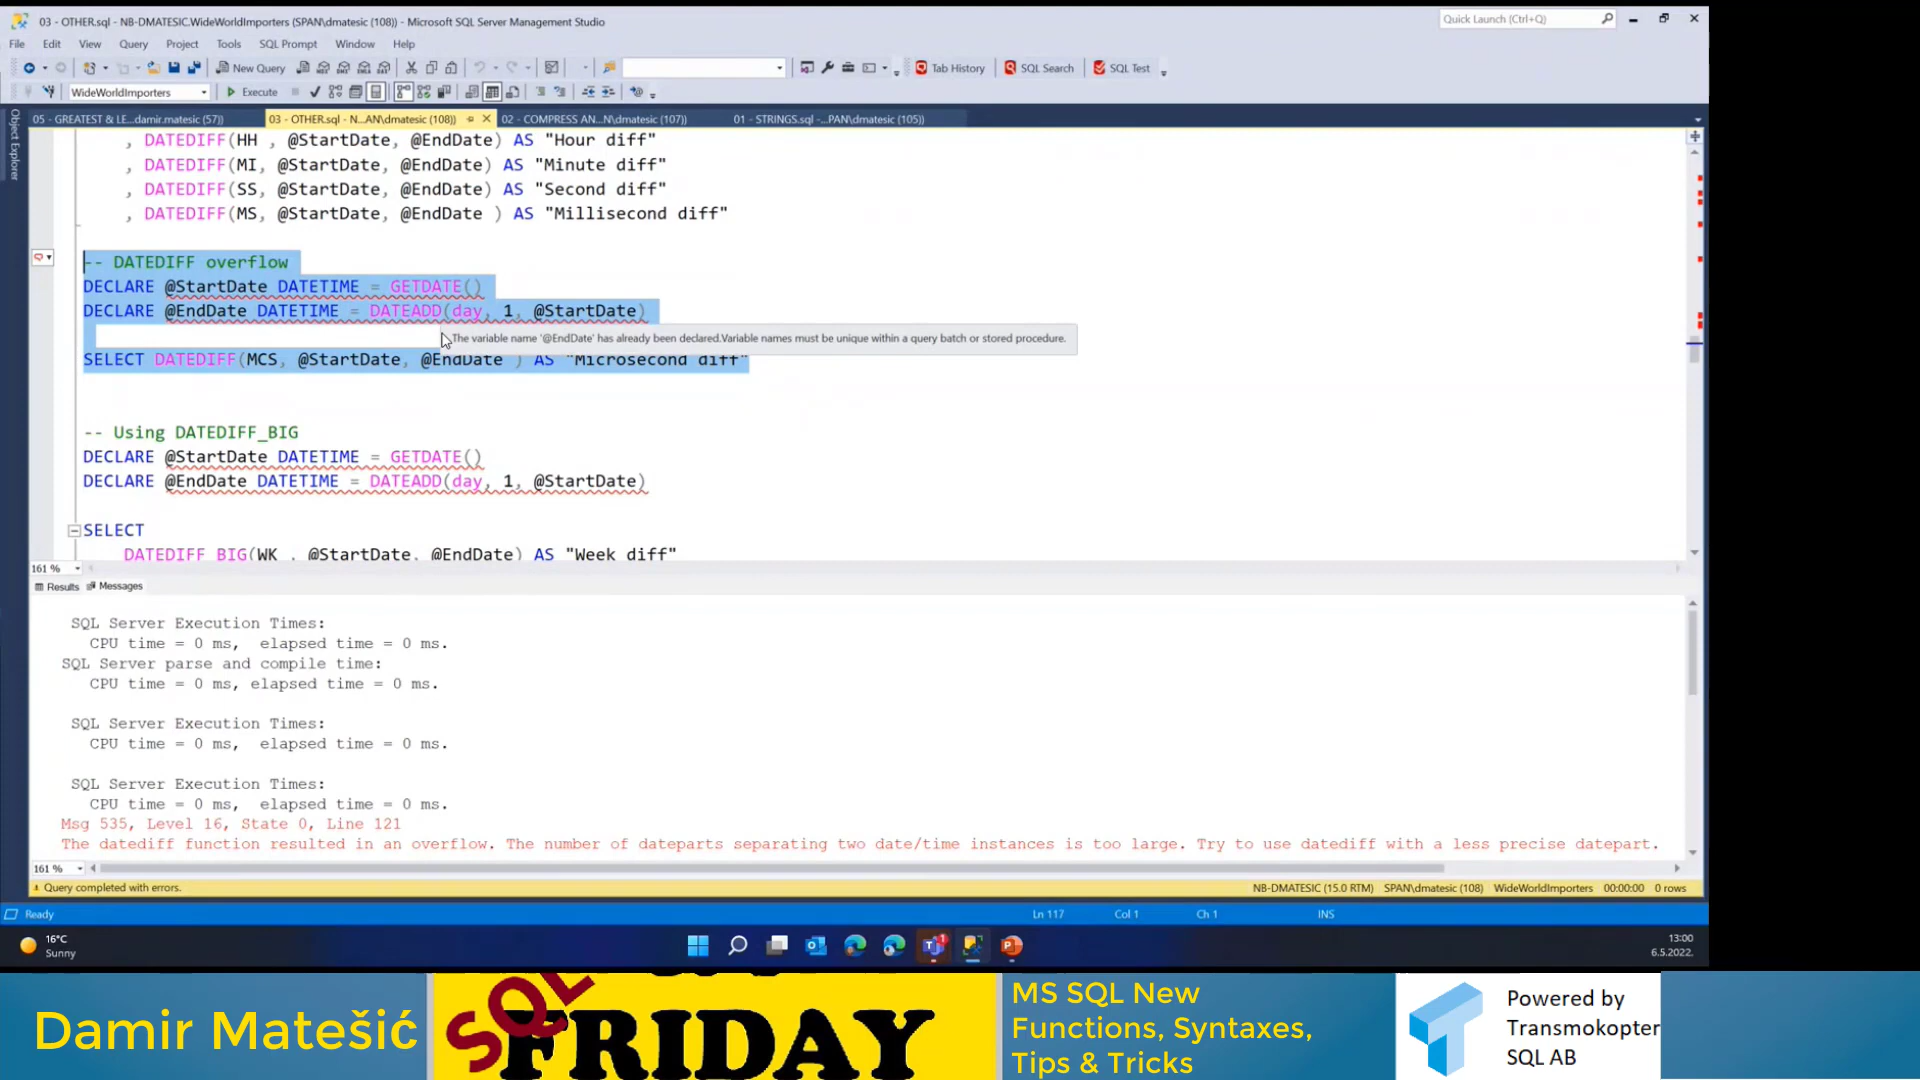 03 - OTHER.sql - NB-DMATESIC.WideWorldImporters (SPAN\dmatesic (108)) - Microsoft SQL Server Management Studio
Quick Launch (Ctrl+Q)
File Edit View Query Project Tools SQL Prompt Window Help
New Query
Tab History SQL Search SQL Test
WideWorldImporters Execute
05 - GREATEST & LE...damir.matesic (57)) 03 - OTHER.sql - N...AN\dmatesic (108)) 02 - COMPRESS AN...N\dmatesic (107)) 01 - STRINGS.sql -...PAN\dmatesic (105))
Object Explorer
, DATEDIFF(HH , @StartDate, @EndDate) AS "Hour diff"
, DATEDIFF(MI, @StartDate, @EndDate) AS "Minute diff"
, DATEDIFF(SS, @StartDate, @EndDate) AS "Second diff"
, DATEDIFF(MS, @StartDate, @EndDate ) AS "Millisecond diff"
-- DATEDIFF overflow
DECLARE @StartDate DATETIME = GETDATE()
DECLARE @EndDate DATETIME = DATEADD(day, 1, @StartDate)
The variable name '@EndDate' has already been declared.Variable names must be unique within a query batch or stored procedure.
SELECT DATEDIFF(MCS, @StartDate, @EndDate ) AS "Microsecond diff"
-- Using DATEDIFF_BIG
DECLARE @StartDate DATETIME = GETDATE()
DECLARE @EndDate DATETIME = DATEADD(day, 1, @StartDate)
SELECT
DATEDIFF_BIG(WK , @StartDate, @EndDate) AS "Week diff"
161 %
Results Messages
SQL Server Execution Times:
CPU time = 0 ms, elapsed time = 0 ms.
SQL Server parse and compile time:
CPU time = 0 ms, elapsed time = 0 ms.
SQL Server Execution Times:
CPU time = 0 ms, elapsed time = 0 ms.
SQL Server Execution Times:
CPU time = 0 ms, elapsed time = 0 ms.
Msg 535, Level 16, State 0, Line 121
The datediff function resulted in an overflow. The number of dateparts separating two date/time instances is too large. Try to use datediff with a less precise datepart.
161 %
Query completed with errors. NB-DMATESIC (15.0 RTM) SPAN\dmatesic (108) WideWorldImporters 00:00:00 0 rows
Ready Ln 117 Col 1 Ch 1 INS
16°C
Sunny
13:00
6.5.2022.
Damir Matešić
SQL
FRIDAY
MS SQL New
Functions, Syntaxes,
Tips & Tricks
Powered by
Transmokopter
SQL AB